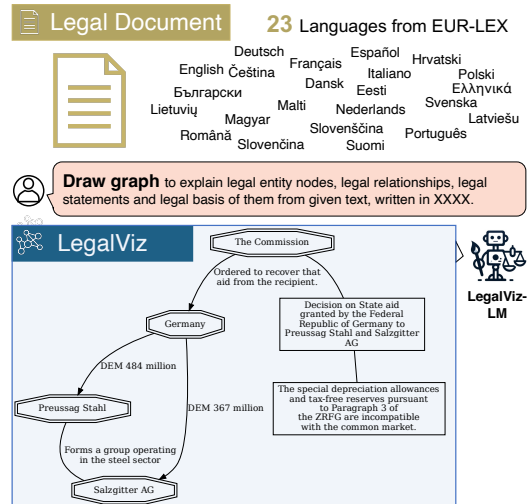 Legal Document
23 Languages from EUR-LEX
Deutsch
Français
Español
Hrvatski
English
Čeština
Dansk
Italiano
Polski
Български
Eesti
Ελληνικά
Lietuvių
Malti
Nederlands
Svenska
Magyar
Latviešu
Română
Slovenščina
Português
Slovenčina
Suomi
Draw graph to explain legal entity nodes, legal relationships, legal
statements and legal basis of them from given text, written in XXXX.
LegalViz
LegalViz-
LM
The Commission
Ordered to recover that
aid from the recipient.
Germany
Decision on State aid
granted by the Federal
Republic of Germany to
Preussag Stahl and Salzgitter
AG
DEM 484 million
The special depreciation allowances
and tax-free reserves pursuant
to Paragraph 3 of
the ZRFG are incompatible
with the common market.
Preussag Stahl
DEM 367 million
Forms a group operating
in the steel sector
Salzgitter AG